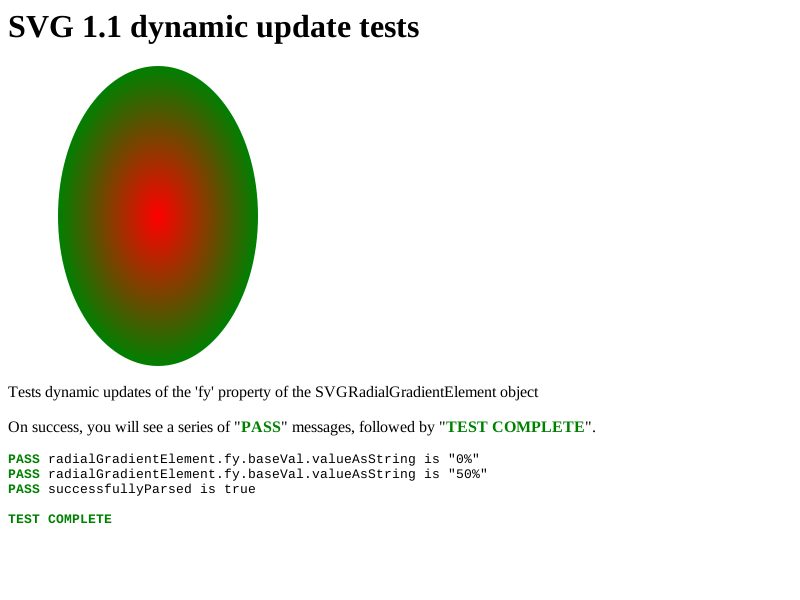 SVG 1.1 dynamic update tests
Tests dynamic updates of the 'fy' property of the SVGRadialGradientElement object
On success, you will see a series of "PASS" messages, followed by "TEST COMPLETE".
PASS radialGradientElement.fy.baseVal.valueAsString is "0%"
PASS radialGradientElement.fy.baseVal.valueAsString is "50%"
PASS successfullyParsed is true
TEST COMPLETE